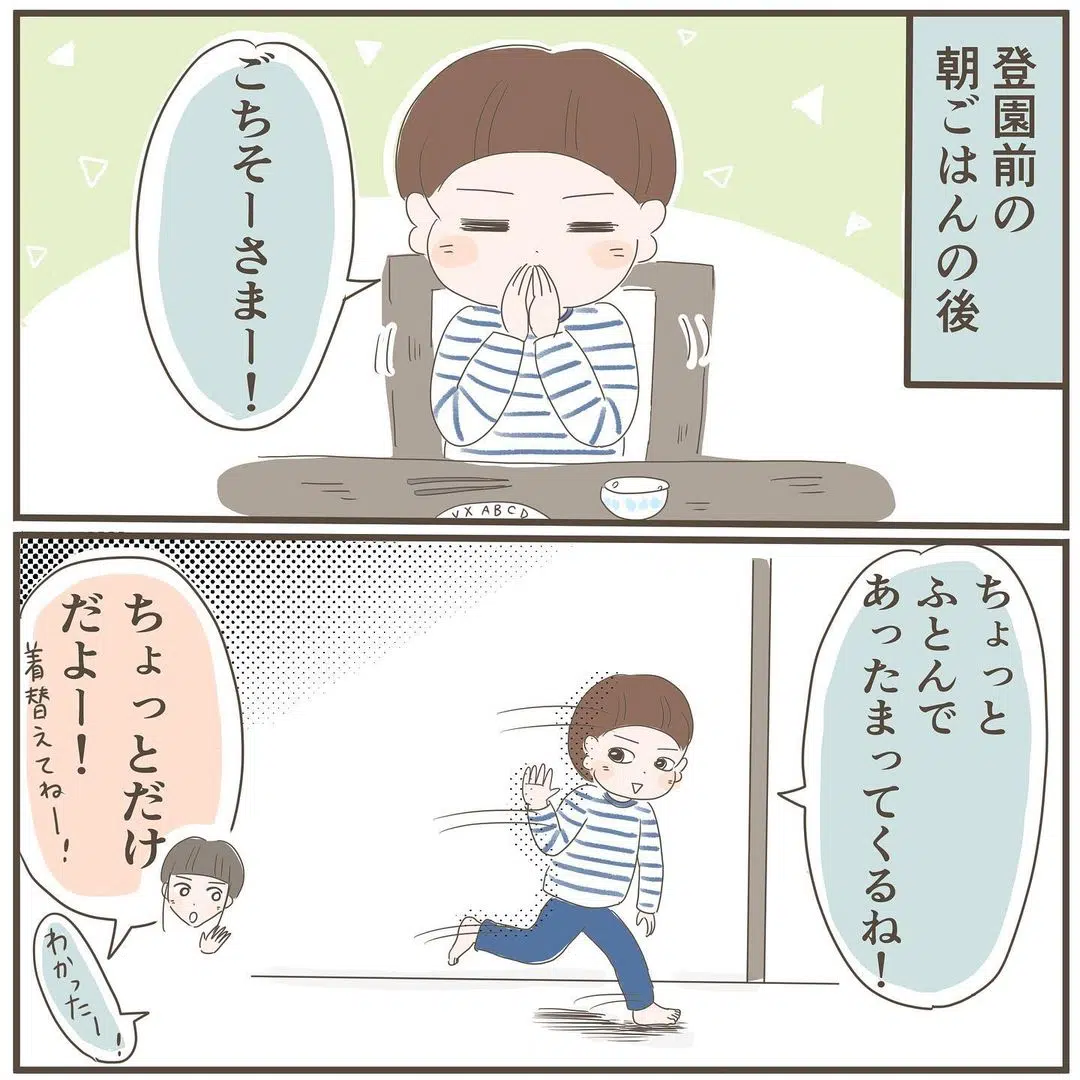 登園前の
朝ごはんの後
ごちそーさまー！
YXABCD
ちょっと
ふとんで
あったまってくるね！
ちょっとだけ
だよー！
着替えてねー！
わかったー！